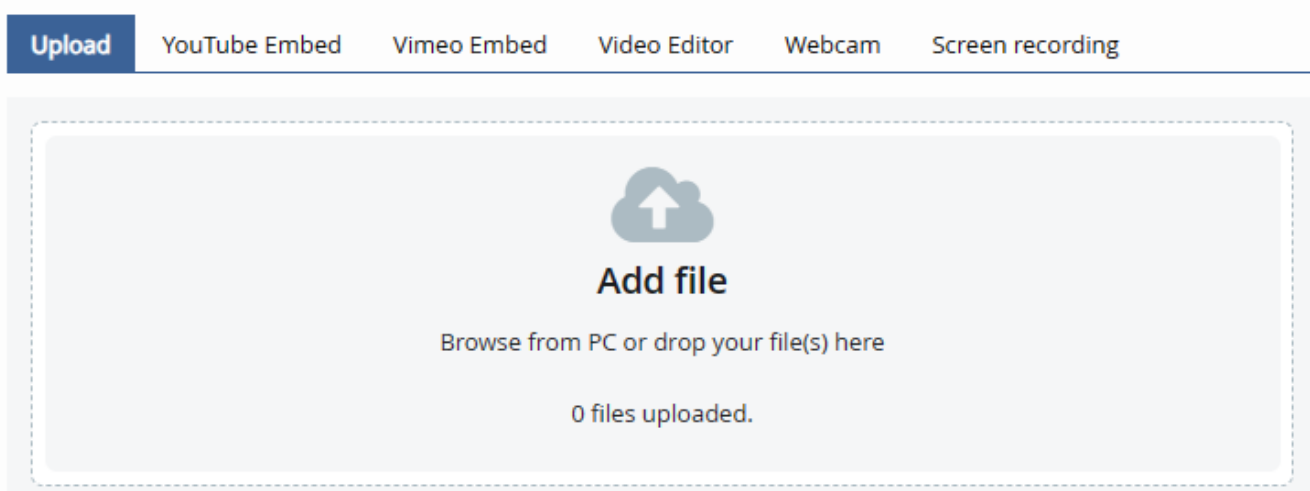 Upload YouTube Embed Vimeo Embed Video Editor Webcam Screen recording
Add file
Browse from PC or drop your file(s) here
0 files uploaded.